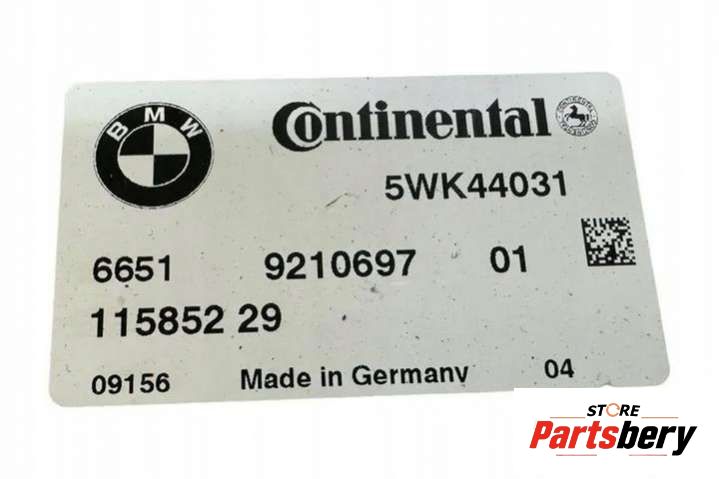 BMW
Continental
5WK44031
6651 9210697 01
115852 29
09156 Made in Germany 04
STORE
Partsbery